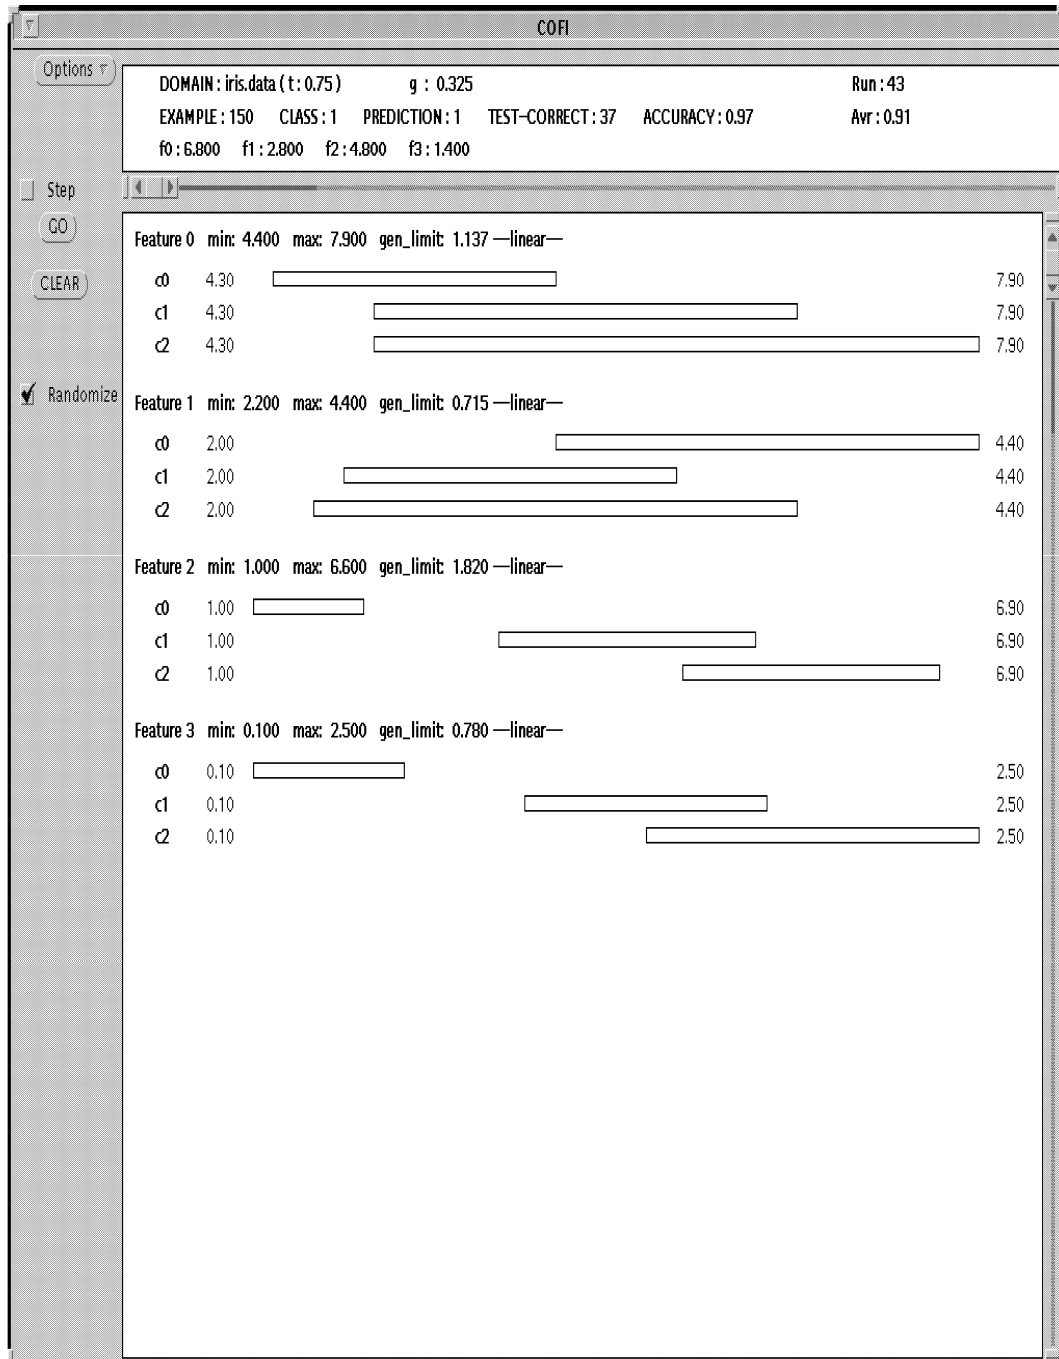 COFI
Options
DOMAIN : iris.data ( t : 0.75 ) g : 0.325 Run : 43
EXAMPLE : 150 CLASS : 1 PREDICTION : 1 TEST-CORRECT : 37 ACCURACY : 0.97 Avr : 0.91
f0 : 6.800 f1 : 2.800 f2 : 4.800 f3 : 1.400
Step
GO
CLEAR
Randomize
Feature 0 min: 4.400 max: 7.900 gen_limit: 1.137 —linear—
c0 4.30 7.90
c1 4.30 7.90
c2 4.30 7.90
Feature 1 min: 2.200 max: 4.400 gen_limit: 0.715 —linear—
c0 2.00 4.40
c1 2.00 4.40
c2 2.00 4.40
Feature 2 min: 1.000 max: 6.600 gen_limit: 1.820 —linear—
c0 1.00 6.90
c1 1.00 6.90
c2 1.00 6.90
Feature 3 min: 0.100 max: 2.500 gen_limit: 0.780 —linear—
c0 0.10 2.50
c1 0.10 2.50
c2 0.10 2.50